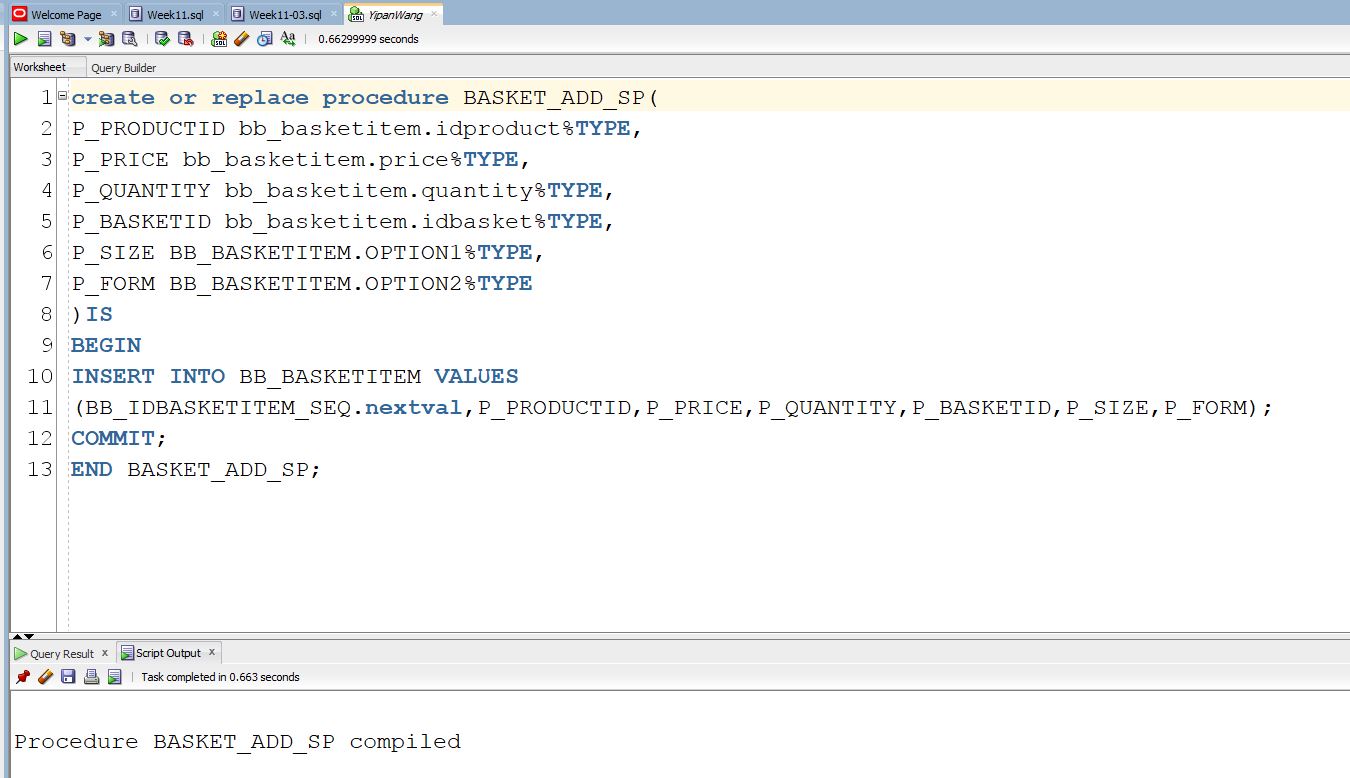 Welcome Page Week11.sql Week11-03.sql YipanWang
0.66299999 seconds
Worksheet Query Builder
1 create or replace procedure BASKET_ADD_SP(
2 P_PRODUCTID bb_basketitem.idproduct%TYPE,
3 P_PRICE bb_basketitem.price%TYPE,
4 P_QUANTITY bb_basketitem.quantity%TYPE,
5 P_BASKETID bb_basketitem.idbasket%TYPE,
6 P_SIZE BB_BASKETITEM.OPTION1%TYPE,
7 P_FORM BB_BASKETITEM.OPTION2%TYPE
8 )IS
9 BEGIN
10 INSERT INTO BB_BASKETITEM VALUES
11 (BB_IDBASKETITEM_SEQ.nextval,P_PRODUCTID,P_PRICE,P_QUANTITY,P_BASKETID,P_SIZE,P_FORM);
12 COMMIT;
13 END BASKET_ADD_SP;
Query Result x Script Output x
Task completed in 0.663 seconds
Procedure BASKET_ADD_SP compiled